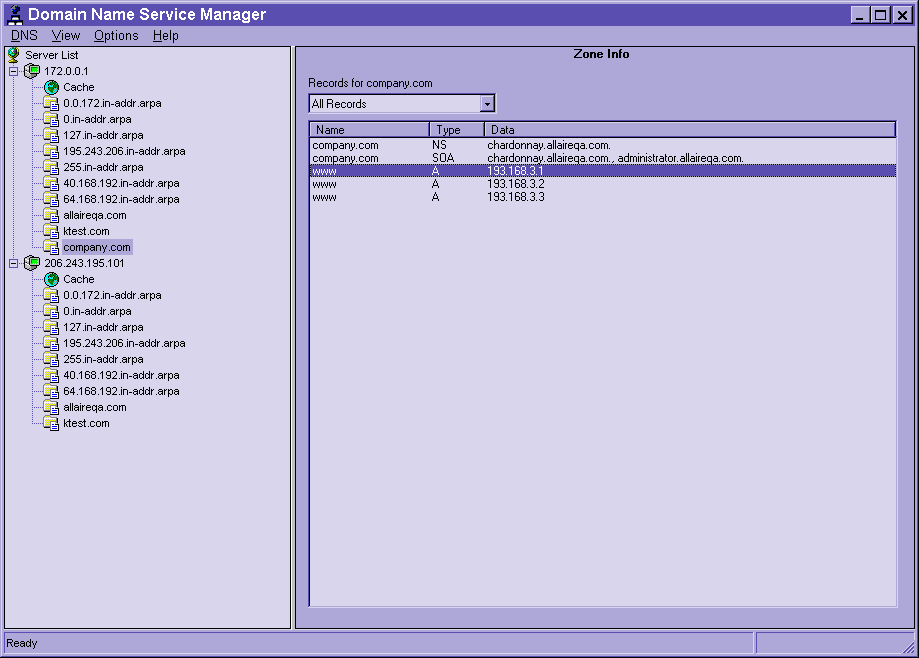 Domain Name Service Manager
DNS View Options Help
Server List
172.0.0.1
Cache
0.0.172.in-addr.arpa
0.in-addr.arpa
127.in-addr.arpa
195.243.206.in-addr.arpa
255.in-addr.arpa
40.168.192.in-addr.arpa
64.168.192.in-addr.arpa
allaireqa.com
ktest.com
company.com
206.243.195.101
Cache
0.0.172.in-addr.arpa
0.in-addr.arpa
127.in-addr.arpa
195.243.206.in-addr.arpa
255.in-addr.arpa
40.168.192.in-addr.arpa
64.168.192.in-addr.arpa
allaireqa.com
ktest.com
Zone Info
Records for company.com
All Records
Name Type Data
company.com NS chardonnay.allaireqa.com.
company.com SOA chardonnay.allaireqa.com., administrator.allaireqa.com.
www A 193.168.3.1
www A 193.168.3.2
www A 193.168.3.3
Ready